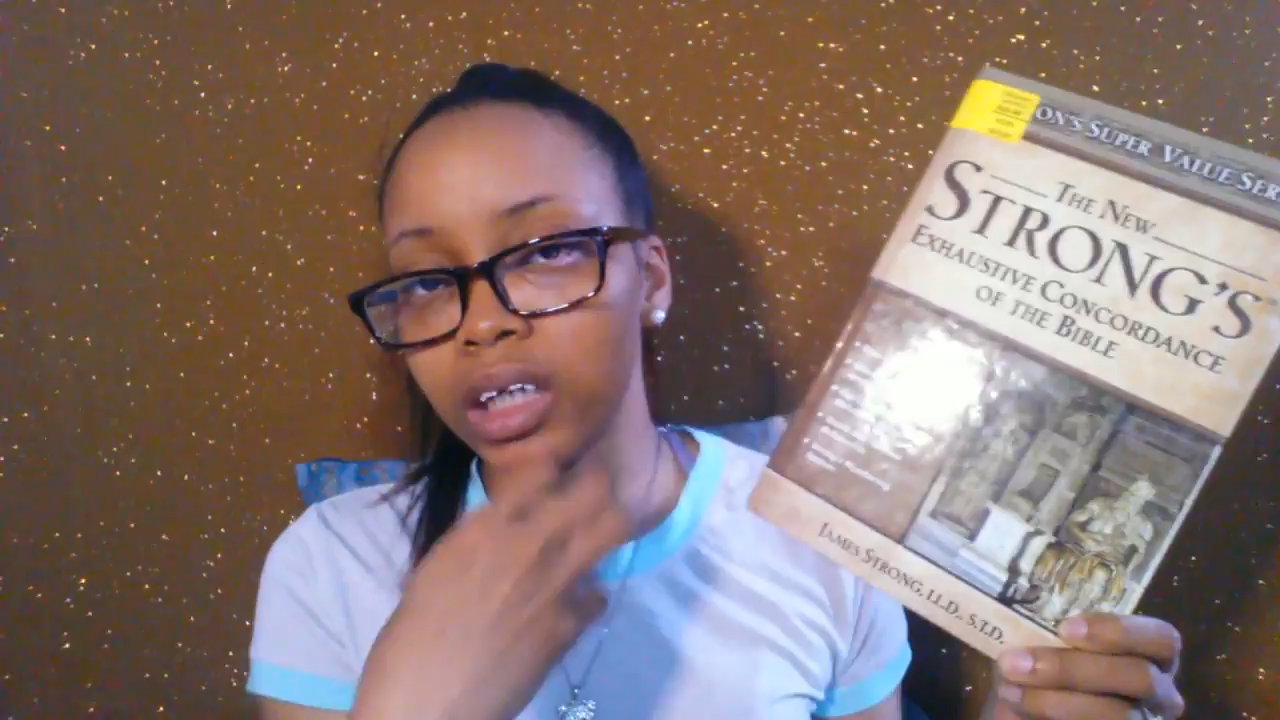 ON'S SUPER VALUE SER
THE NEW
STRONG'S
EXHAUSTIVE CONCORDANCE
OF THE BIBLE
JAMES STRONG, LL.D., S.T.D.